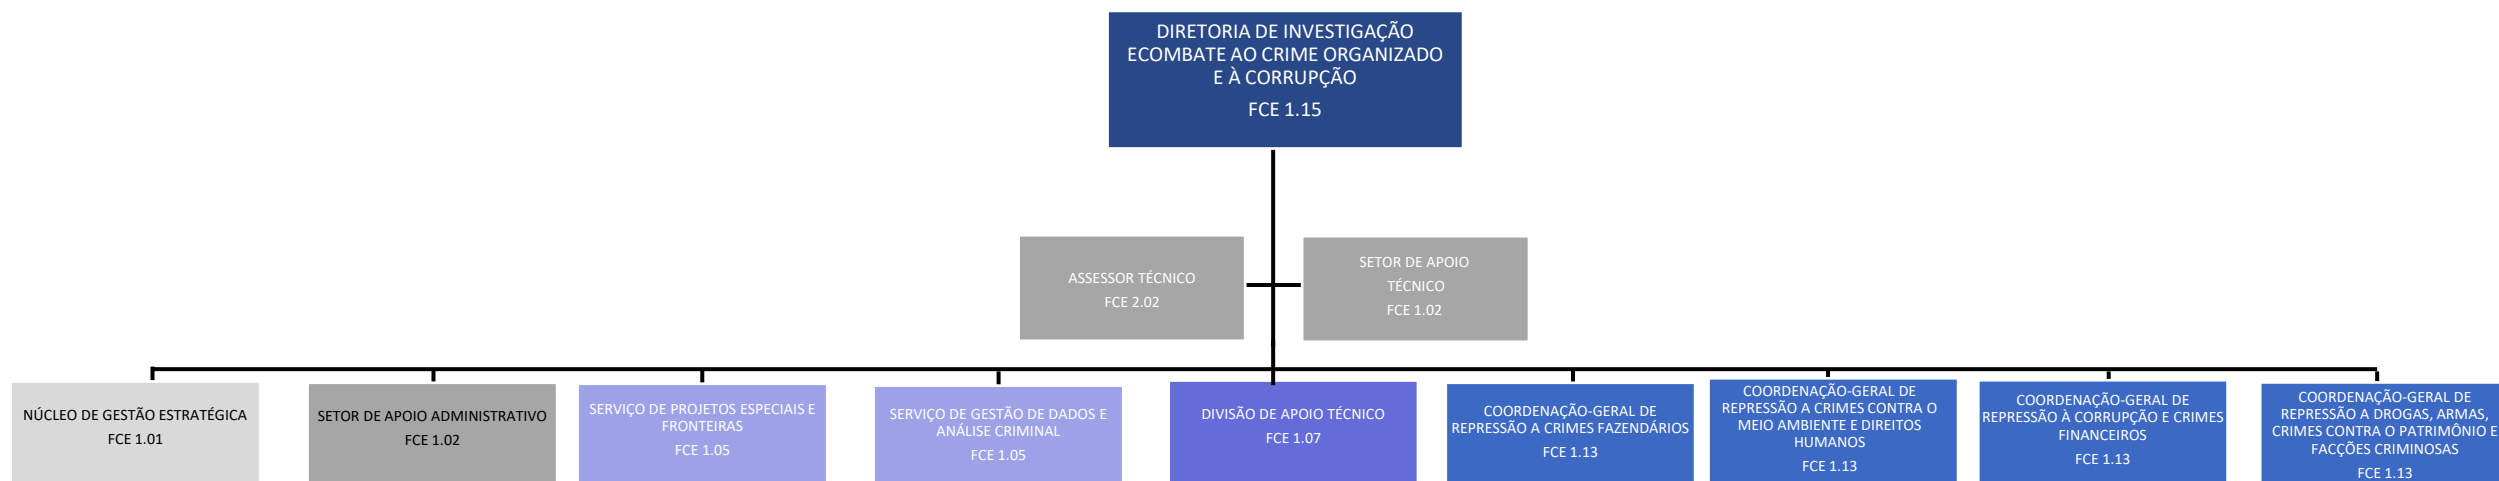 DIRETORIA DE INVESTIGAÇÃO
ECOMBATE AO CRIME ORGANIZADO
E À CORRUPÇÃO
FCE 1.15
ASSESSOR TÉCNICO
FCE 2.02
SETOR DE APOIO
TÉCNICO
FCE 1.02
NÚCLEO DE GESTÃO ESTRATÉGICA
FCE 1.01
SETOR DE APOIO ADMINISTRATIVO
FCE 1.02
SERVIÇO DE PROJETOS ESPECIAIS E
FRONTEIRAS
FCE 1.05
SERVIÇO DE GESTÃO DE DADOS E
ANÁLISE CRIMINAL
FCE 1.05
DIVISÃO DE APOIO TÉCNICO
FCE 1.07
COORDENAÇÃO-GERAL DE
REPRESSÃO A CRIMES FAZENDÁRIOS
FCE 1.13
COORDENAÇÃO-GERAL DE
REPRESSÃO A CRIMES CONTRA O
MEIO AMBIENTE E DIREITOS
HUMANOS
FCE 1.13
COORDENAÇÃO-GERAL DE
REPRESSÃO À CORRUPÇÃO E CRIMES
FINANCEIROS
FCE 1.13
COORDENAÇÃO-GERAL DE
REPRESSÃO A DROGAS, ARMAS,
CRIMES CONTRA O PATRIMÔNIO E
FACÇÕES CRIMINOSAS
FCE 1.13